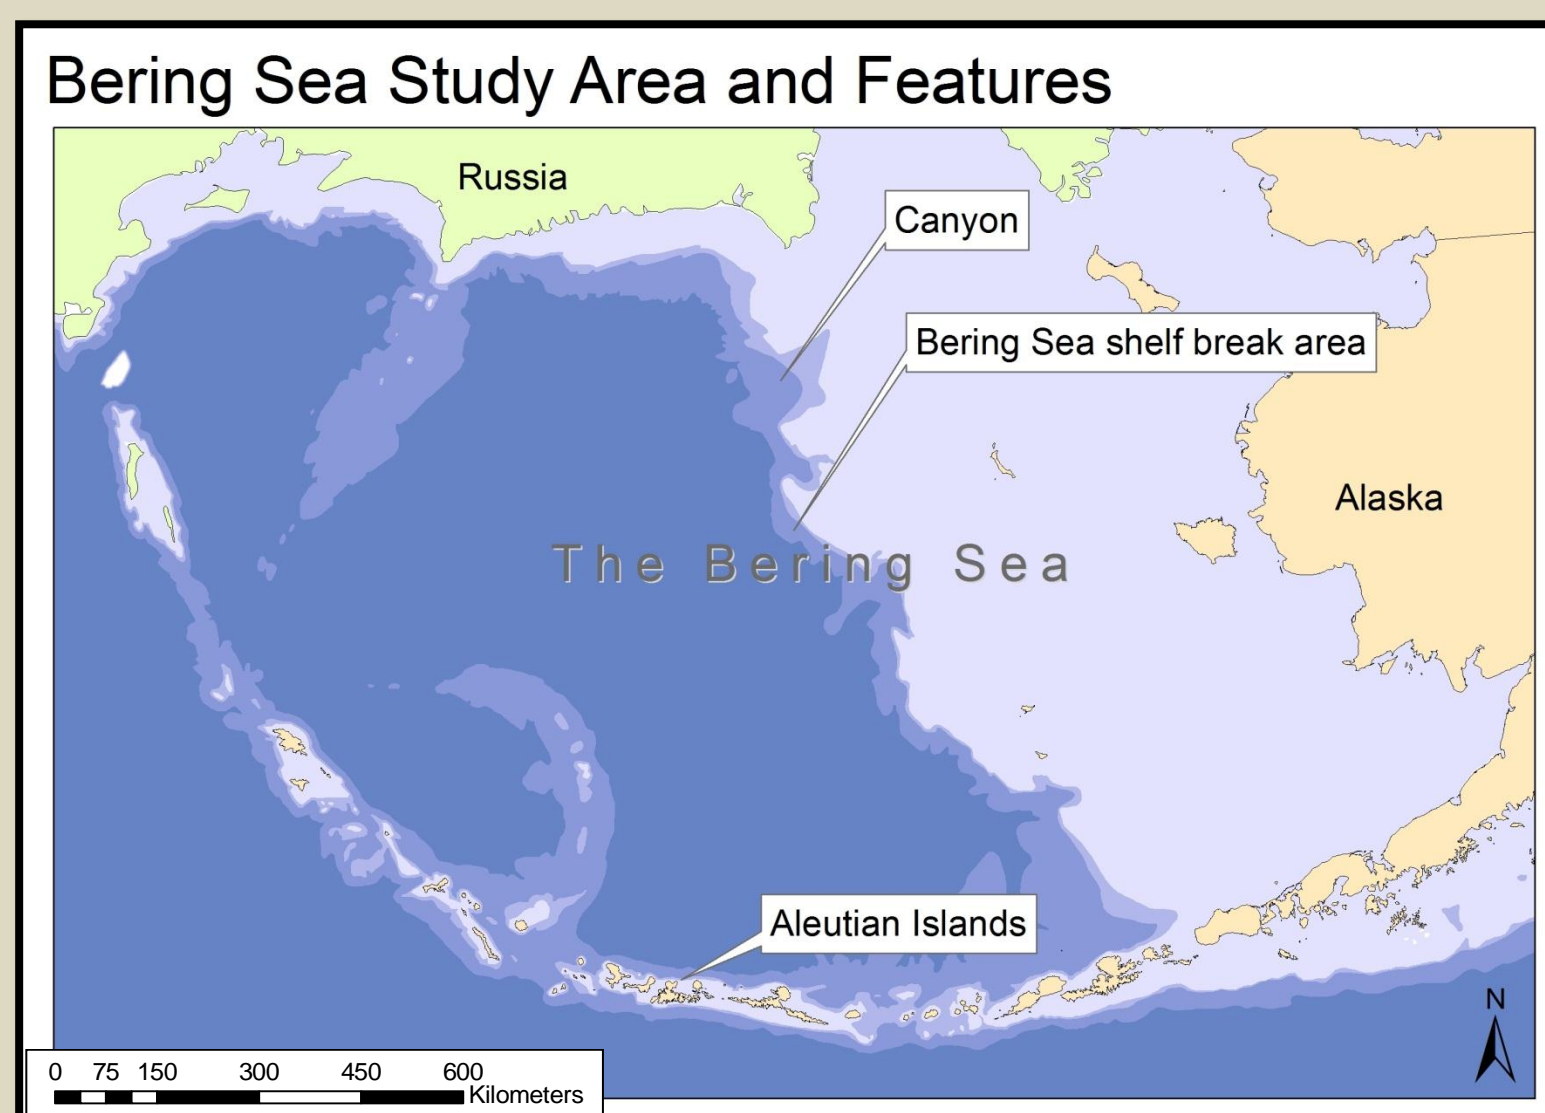 Bering Sea Study Area and Features
Russia
Canyon
Bering Sea shelf break area
Alaska
The Bering Sea
Aleutian Islands
N
0 75 150 300 450 600
Kilometers